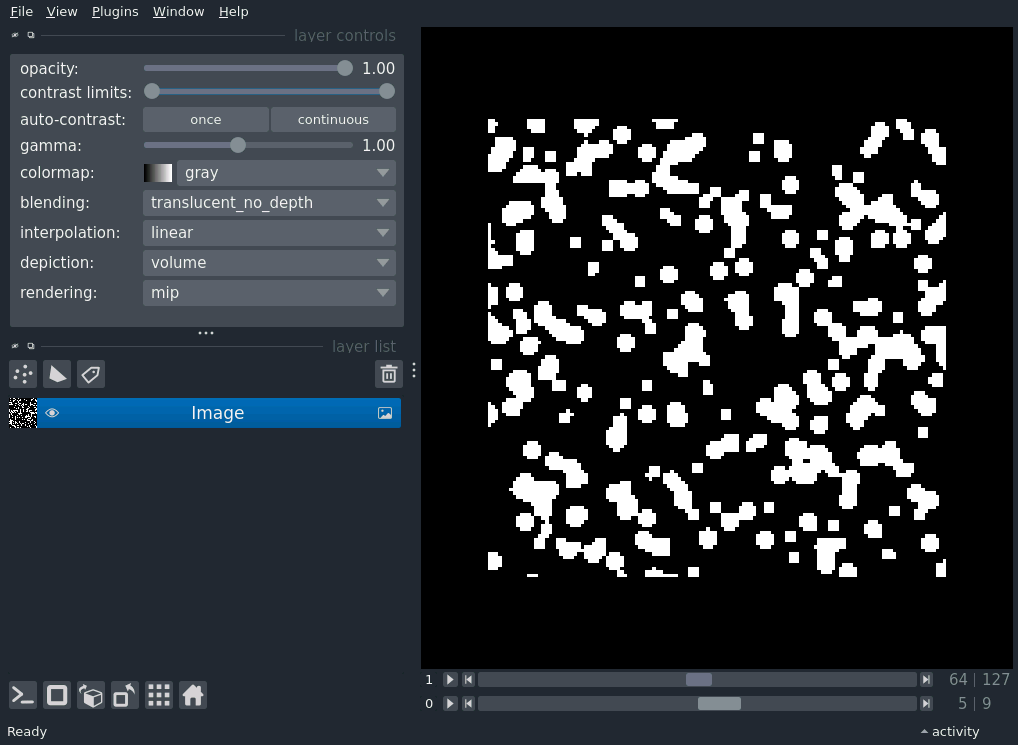 File View Plugins Window Help
layer controls
opacity: 1.00
contrast limits:
auto-contrast: once continuous
gamma: 1.00
colormap: gray
blending: translucent_no_depth
interpolation: linear
depiction: volume
rendering: mip
layer list
Image
1 64 | 127
0 5 | 9
Ready activity